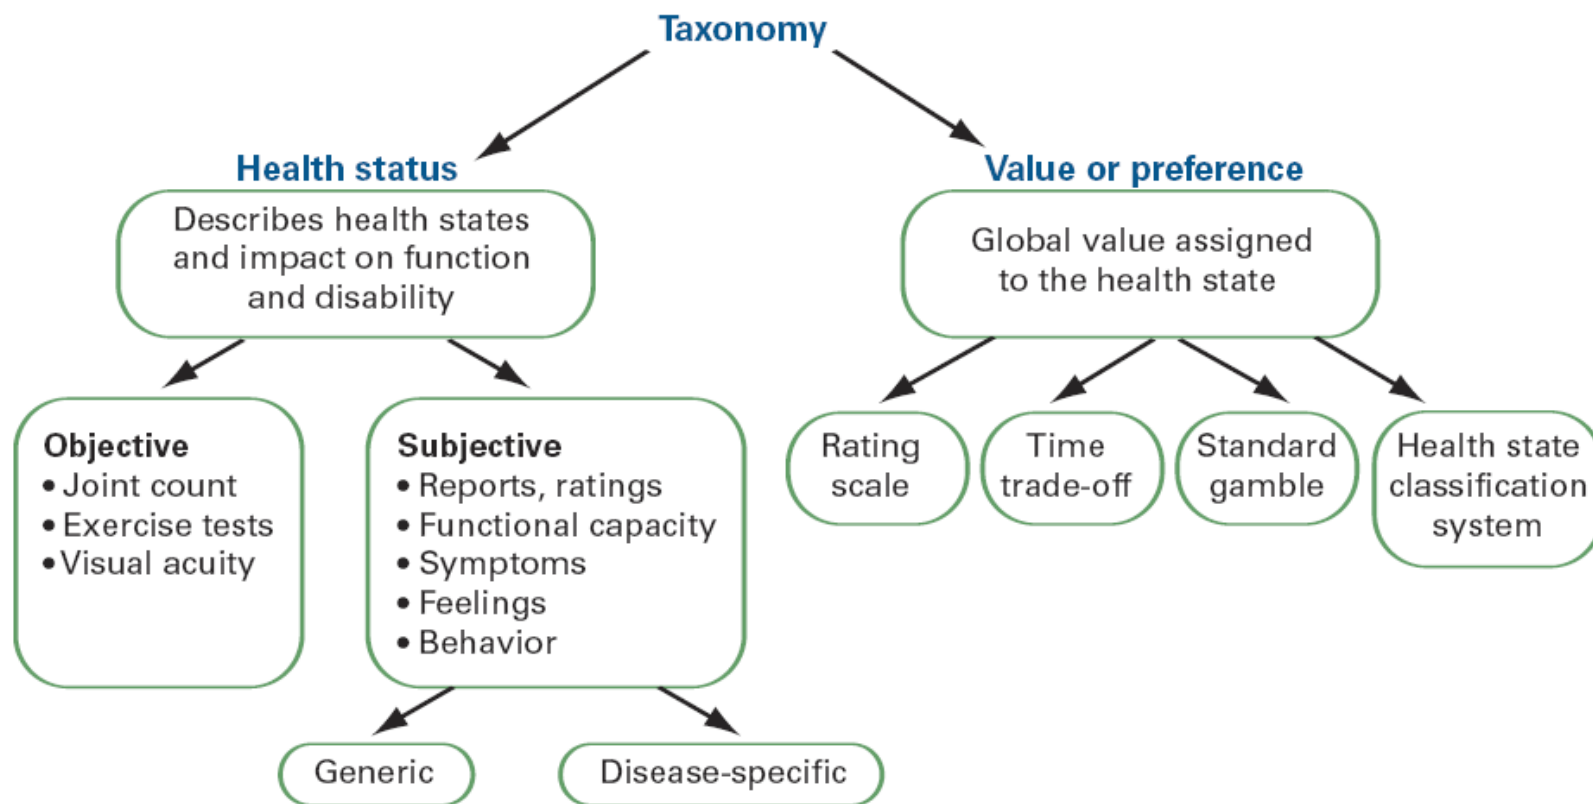 Taxonomy
Health status
Describes health states
and impact on function
and disability
Value or preference
Global value assigned
to the health state
Objective
• Joint count
• Exercise tests
• Visual acuity
Subjective
• Reports, ratings
• Functional capacity
• Symptoms
• Feelings
• Behavior
Rating
scale
Time
trade-off
Standard
gamble
Health state
classification
system
Generic
Disease-specific